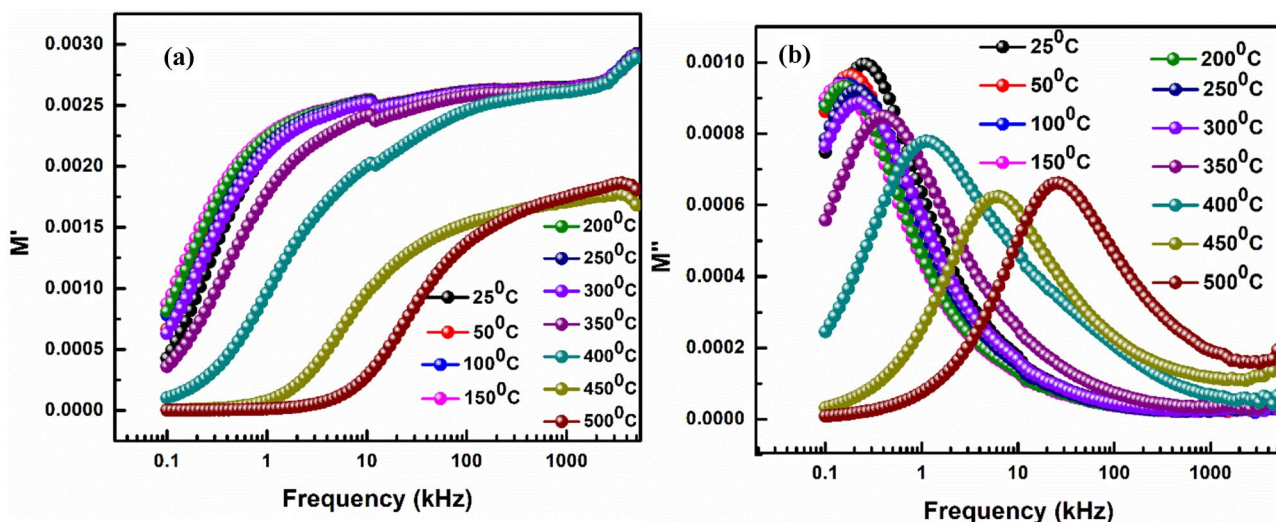 (a)
0.0030
0.0025
0.0020
0.0015
0.0010
0.0005
0.0000
M'
0.1 1 10 100 1000
Frequency (kHz)
25⁰C
50⁰C
100⁰C
150⁰C
200⁰C
250⁰C
300⁰C
350⁰C
400⁰C
450⁰C
500⁰C
(b)
0.0010
0.0008
0.0006
0.0004
0.0002
0.0000
M''
0.1 1 10 100 1000
Frequency (kHz)
25⁰C
50⁰C
100⁰C
150⁰C
200⁰C
250⁰C
300⁰C
350⁰C
400⁰C
450⁰C
500⁰C